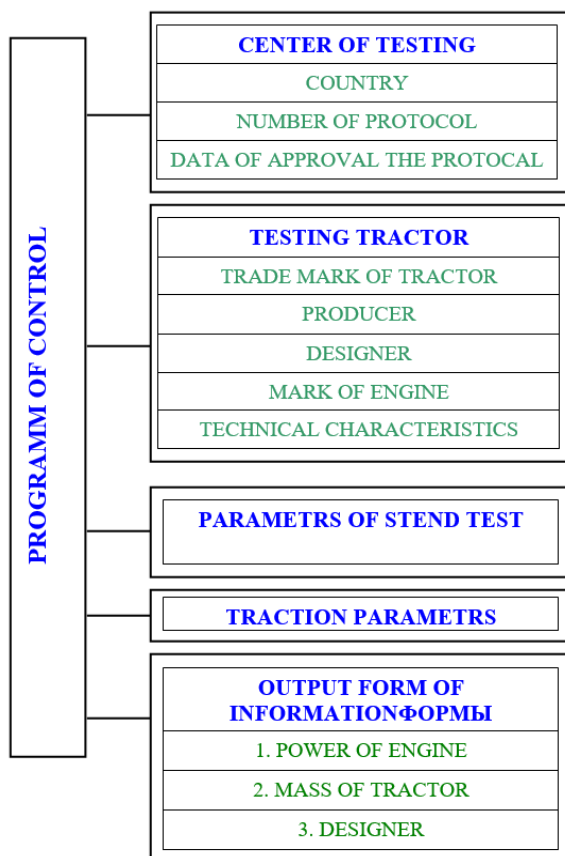 PROGRAMM OF CONTROL
CENTER OF TESTING
COUNTRY
NUMBER OF PROTOCOL
DATA OF APPROVAL THE PROTOCAL
TESTING TRACTOR
TRADE MARK OF TRACTOR
PRODUCER
DESIGNER
MARK OF ENGINE
TECHNICAL CHARACTERISTICS
PARAMETRS OF STEND TEST
TRACTION PARAMETRS
OUTPUT FORM OF
INFORMATIONФОРМЫ
1. POWER OF ENGINE
2. MASS OF TRACTOR
3. DESIGNER